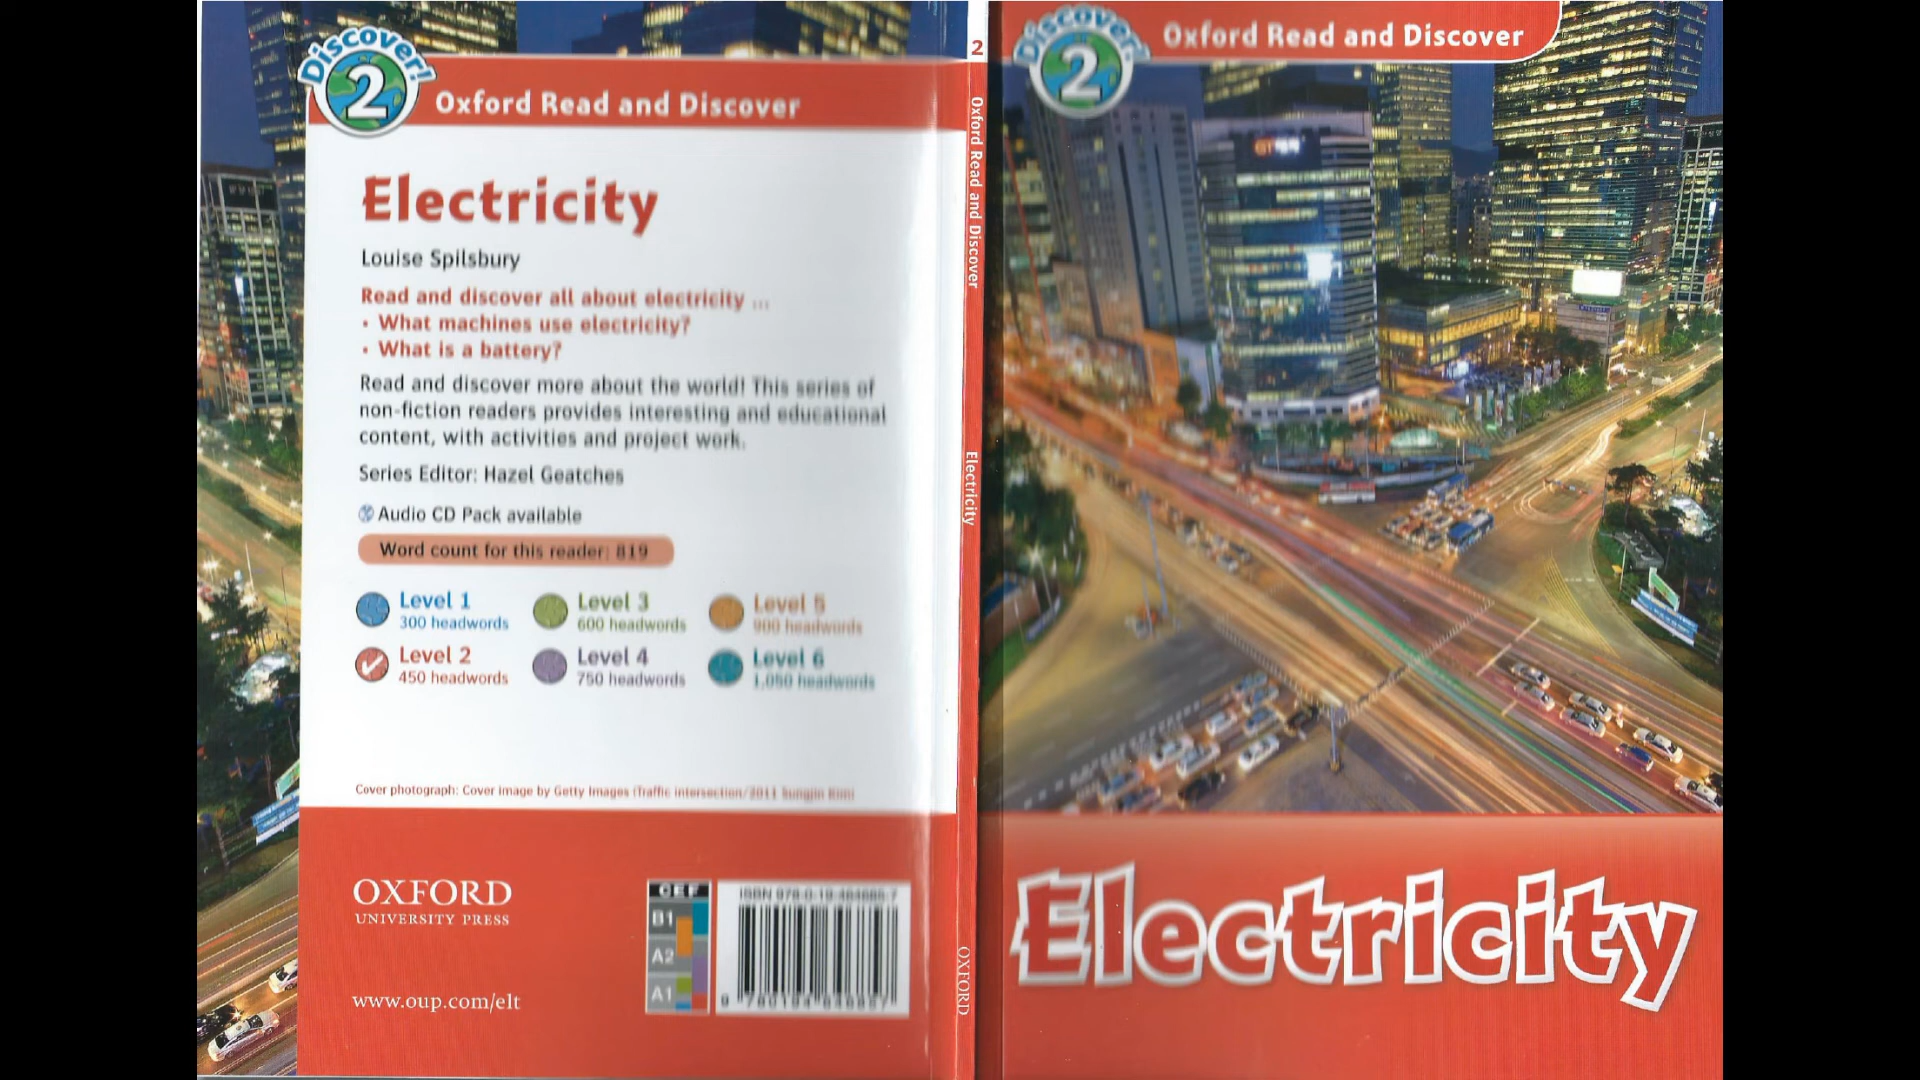 Discover!
2
Oxford Read and Discover
Electricity
Louise Spilsbury
Read and discover all about electricity ...
• What machines use electricity?
• What is a battery?
Read and discover more about the world! This series of
non-fiction readers provides interesting and educational
content, with activities and project work.
Series Editor: Hazel Geatches
Audio CD Pack available
Word count for this reader: 819
Level 1
300 headwords
Level 3
600 headwords
Level 5
900 headwords
Level 2
450 headwords
Level 4
750 headwords
Level 6
1,050 headwords
Cover photograph: Cover image by Getty Images (Traffic intersection/2011 Sungjin Kim)
OXFORD
UNIVERSITY PRESS
www.oup.com/elt
CEF
B1
A2
A1
2
Oxford Read and Discover
Electricity
OXFORD
Discover!
2
Oxford Read and Discover
Electricity